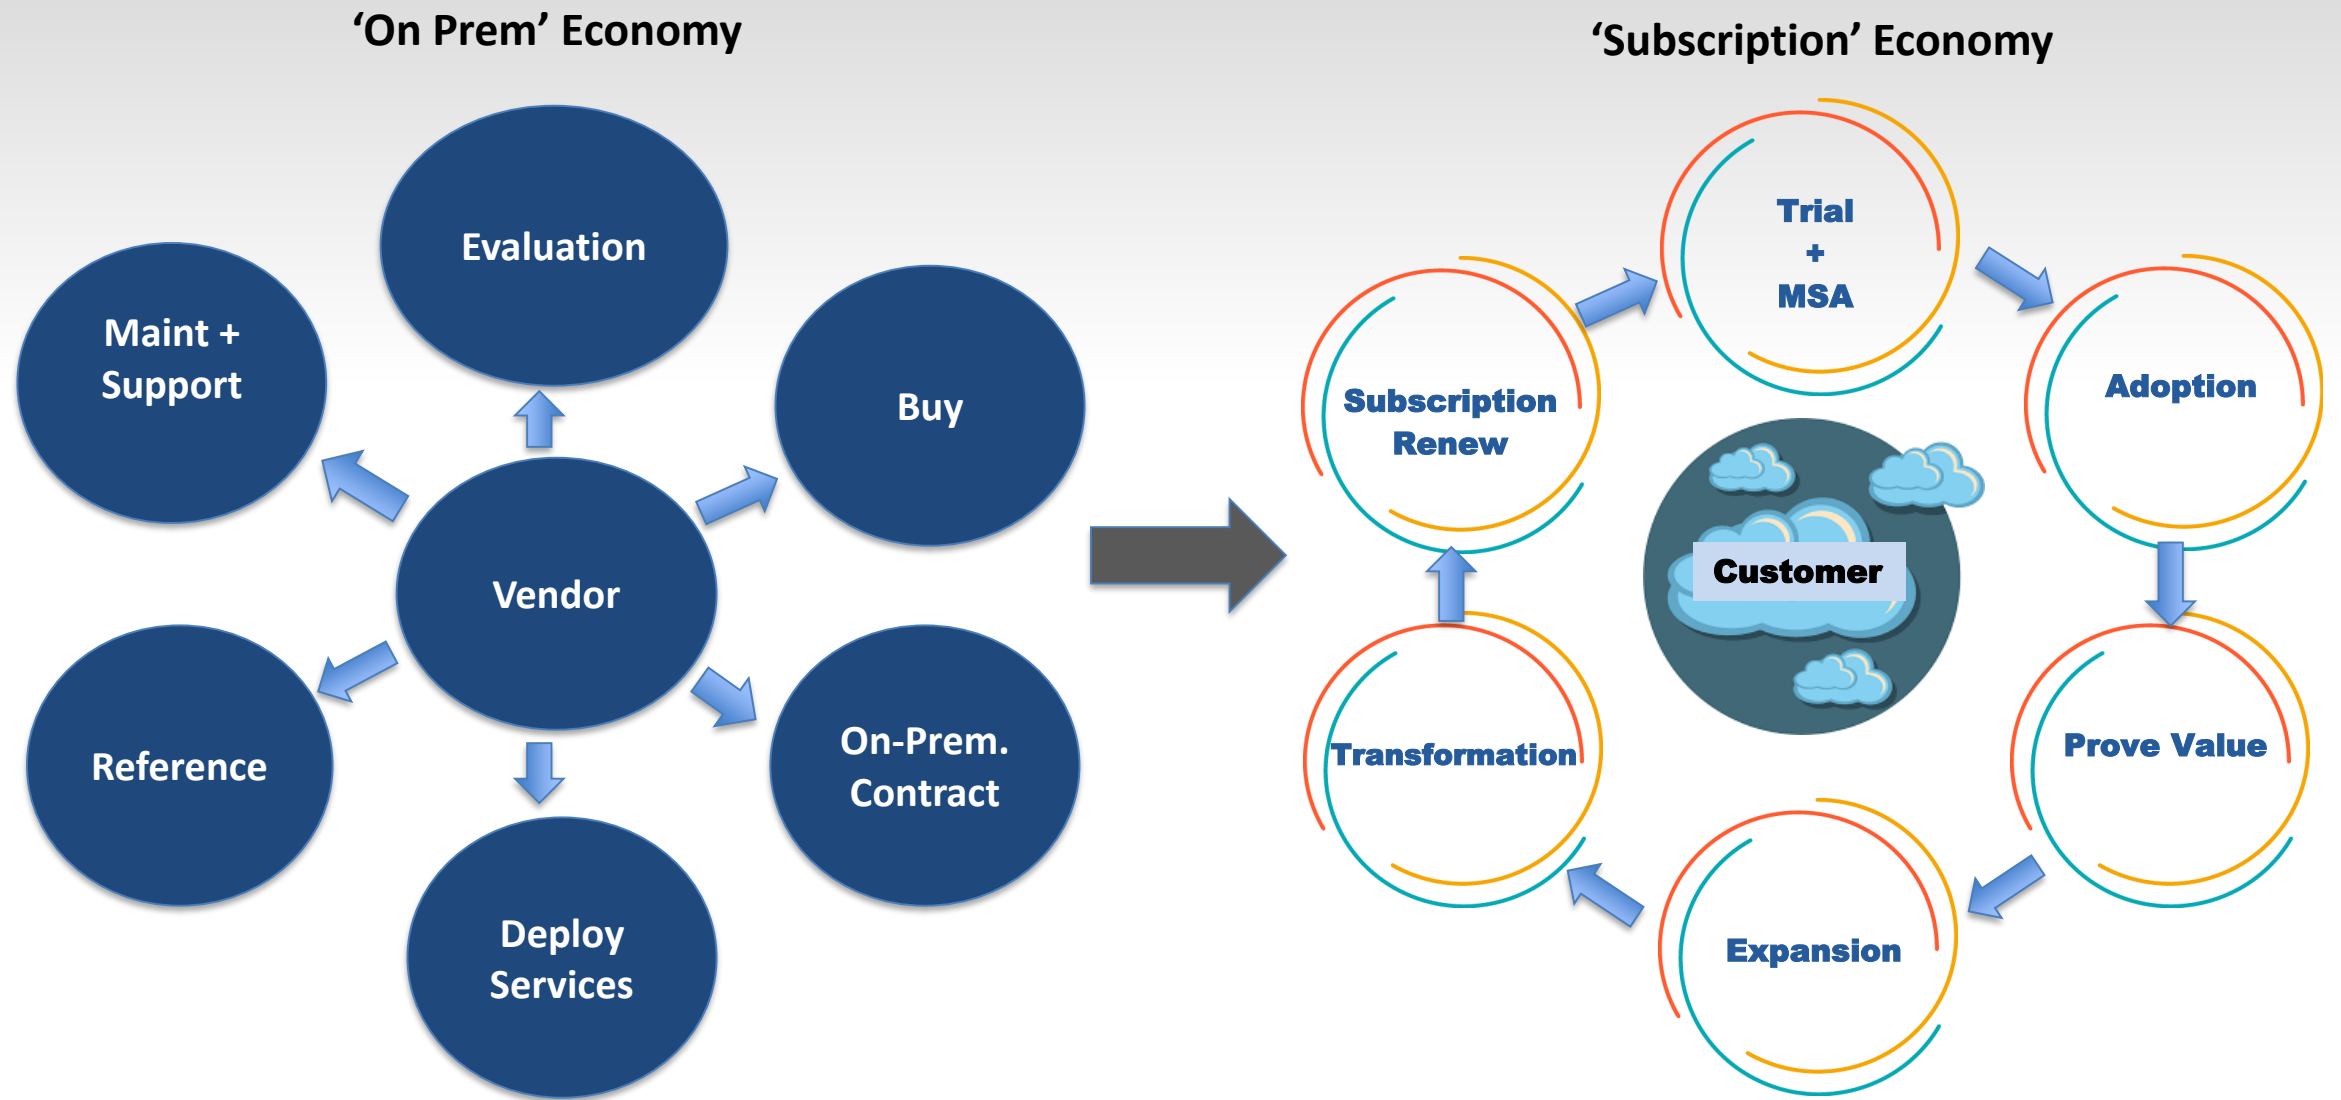 ‘On Prem’ Economy
Evaluation
Maint +
Support
Buy
Vendor
Reference
On-Prem.
Contract
Deploy
Services
‘Subscription’ Economy
Trial
+
MSA
Subscription
Renew
Adoption
Customer
Transformation
Prove Value
Expansion